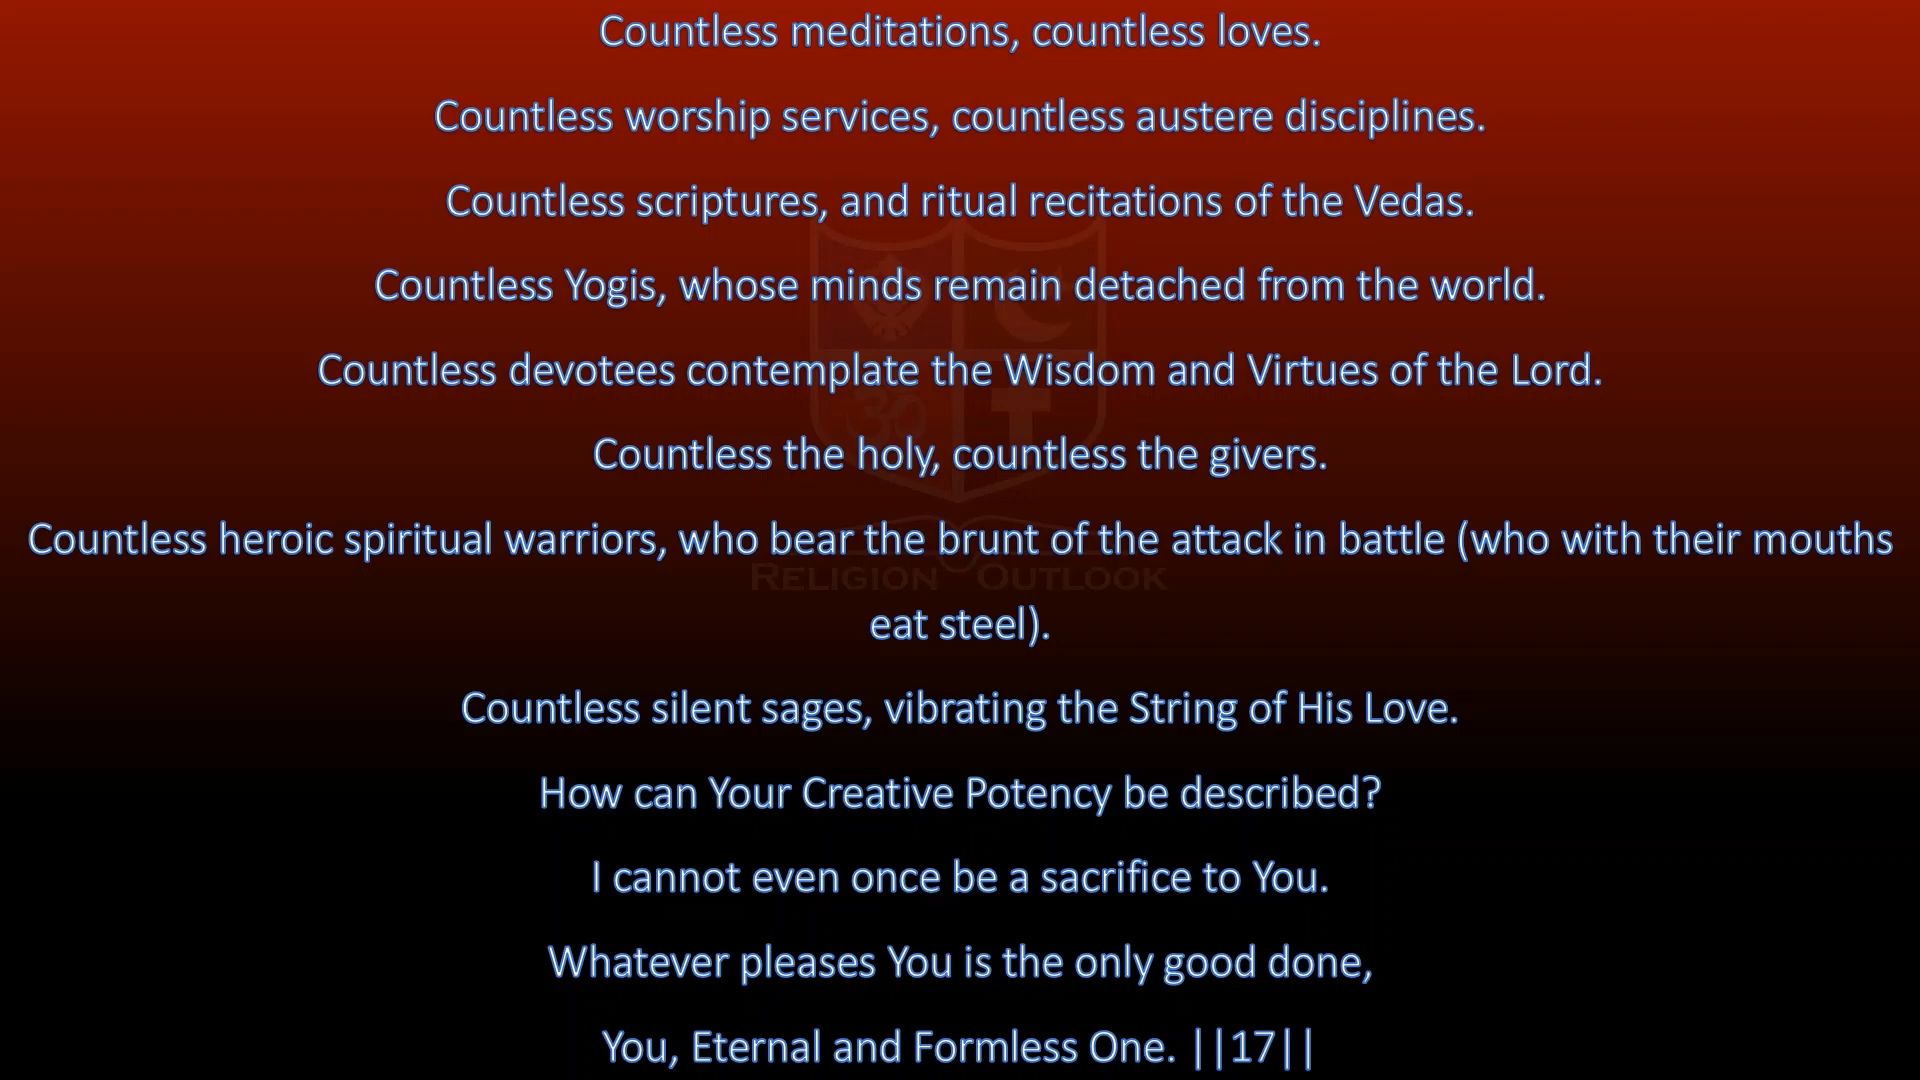 Countless meditations, countless loves.
Countless worship services, countless austere disciplines.
Countless scriptures, and ritual recitations of the Vedas.
Countless Yogis, whose minds remain detached from the world.
Countless devotees contemplate the Wisdom and Virtues of the Lord.
Countless the holy, countless the givers.
Countless heroic spiritual warriors, who bear the brunt of the attack in battle (who with their mouths
eat steel).
RELIGION OUTLOOK
Countless silent sages, vibrating the String of His Love.
How can Your Creative Potency be described?
I cannot even once be a sacrifice to You.
Whatever pleases You is the only good done,
You, Eternal and Formless One. ||17||